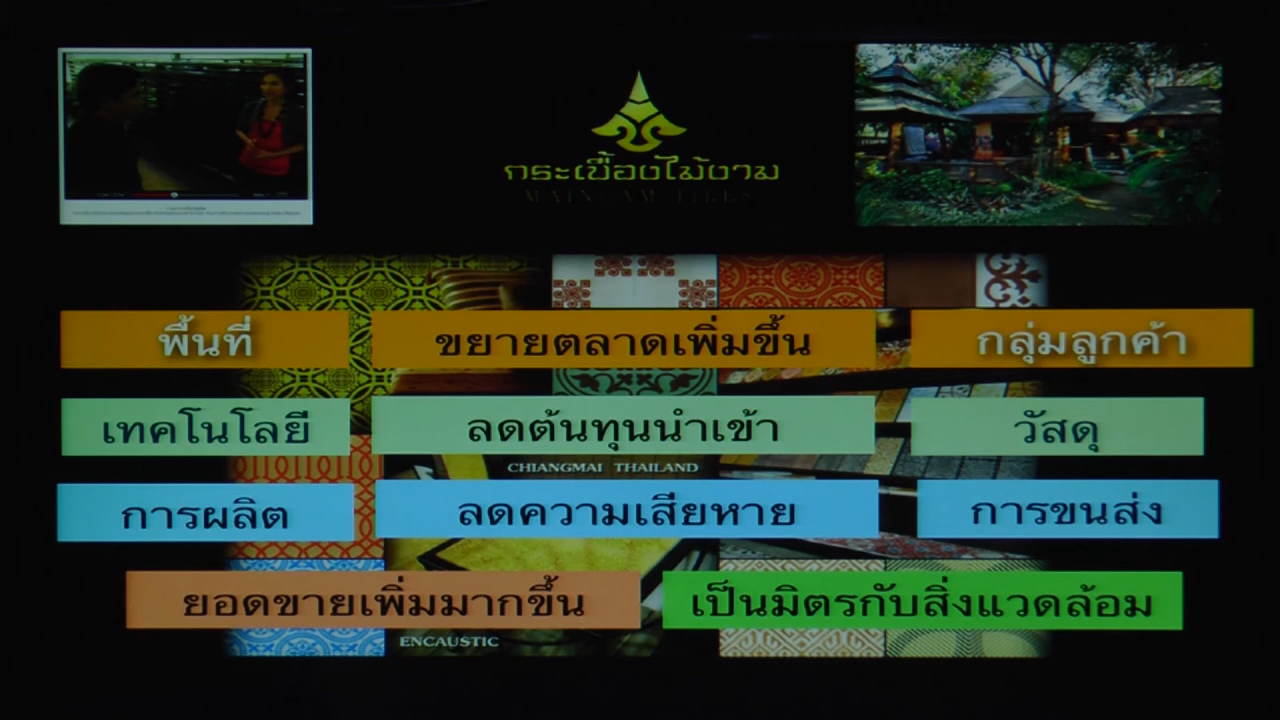 กระเบื้องไม้งาม
พื้นที่ ขยายตลาดเพิ่มขึ้น กลุ่มลูกค้า
เทคโนโลยี ลดต้นทุนนำเข้า วัสดุ
CHIANGMAI THAILAND
การผลิต ลดความเสียหาย การขนส่ง
ยอดขายเพิ่มมากขึ้น เป็นมิตรกับสิ่งแวดล้อม
ENCAUSTIC